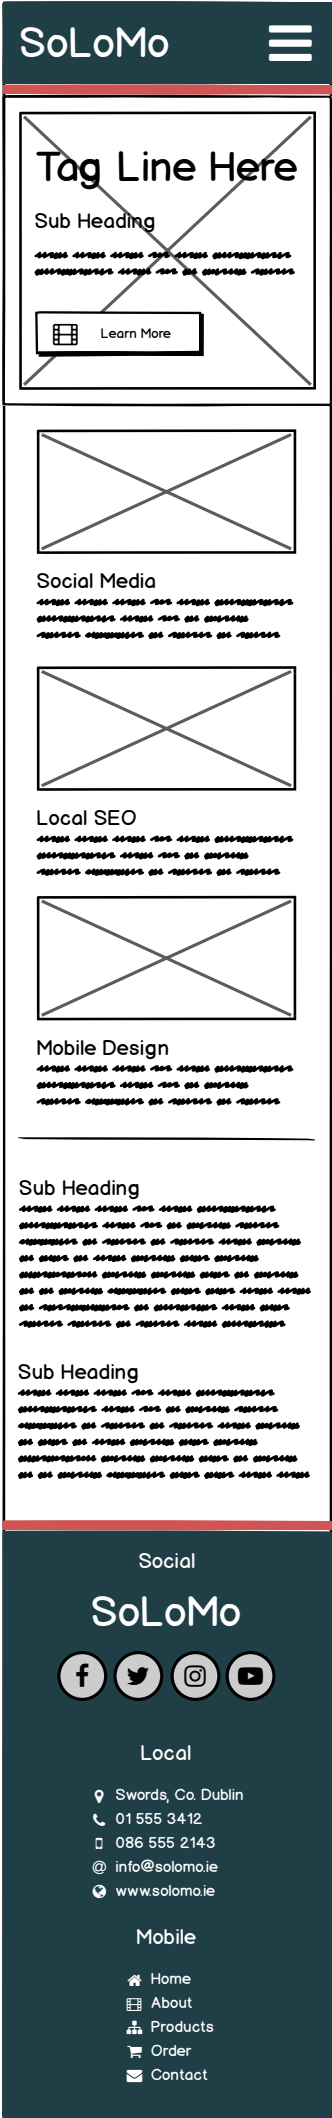 SoLoMo
Tag Line Here
Sub Heading
Learn More
Social Media
Local SEO
Mobile Design
Sub Heading
Sub Heading
Social
SoLoMo
Local
Swords, Co. Dublin
01 555 3412
086 555 2143
@ info@solomo.ie
www.solomo.ie
Mobile
Home
About
Products
Order
Contact